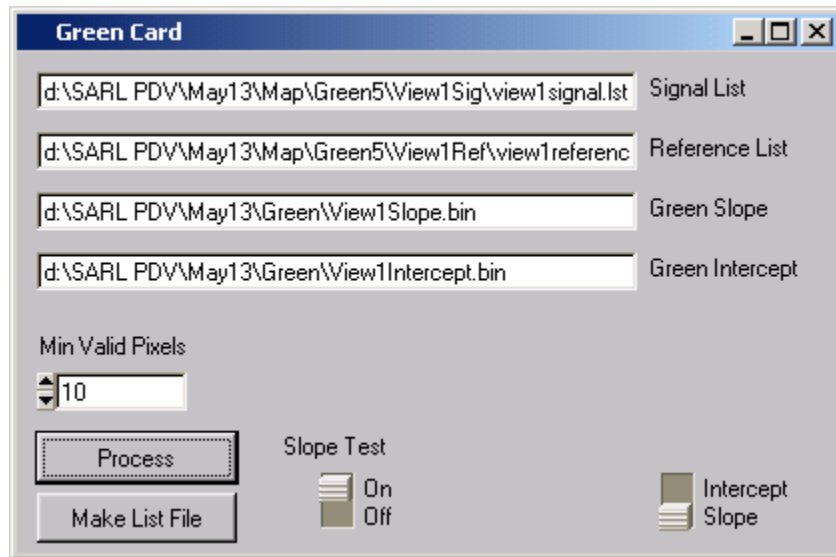 Green Card
d:\SARL PDV\May13\Map\Green5\View1Sig\view1signal.lst Signal List
d:\SARL PDV\May13\Map\Green5\View1Ref\view1referenc Reference List
d:\SARL PDV\May13\Green\View1Slope.bin Green Slope
d:\SARL PDV\May13\Green\View1Intercept.bin Green Intercept
Min Valid Pixels
10
Process
Make List File
Slope Test
On
Off
Intercept
Slope